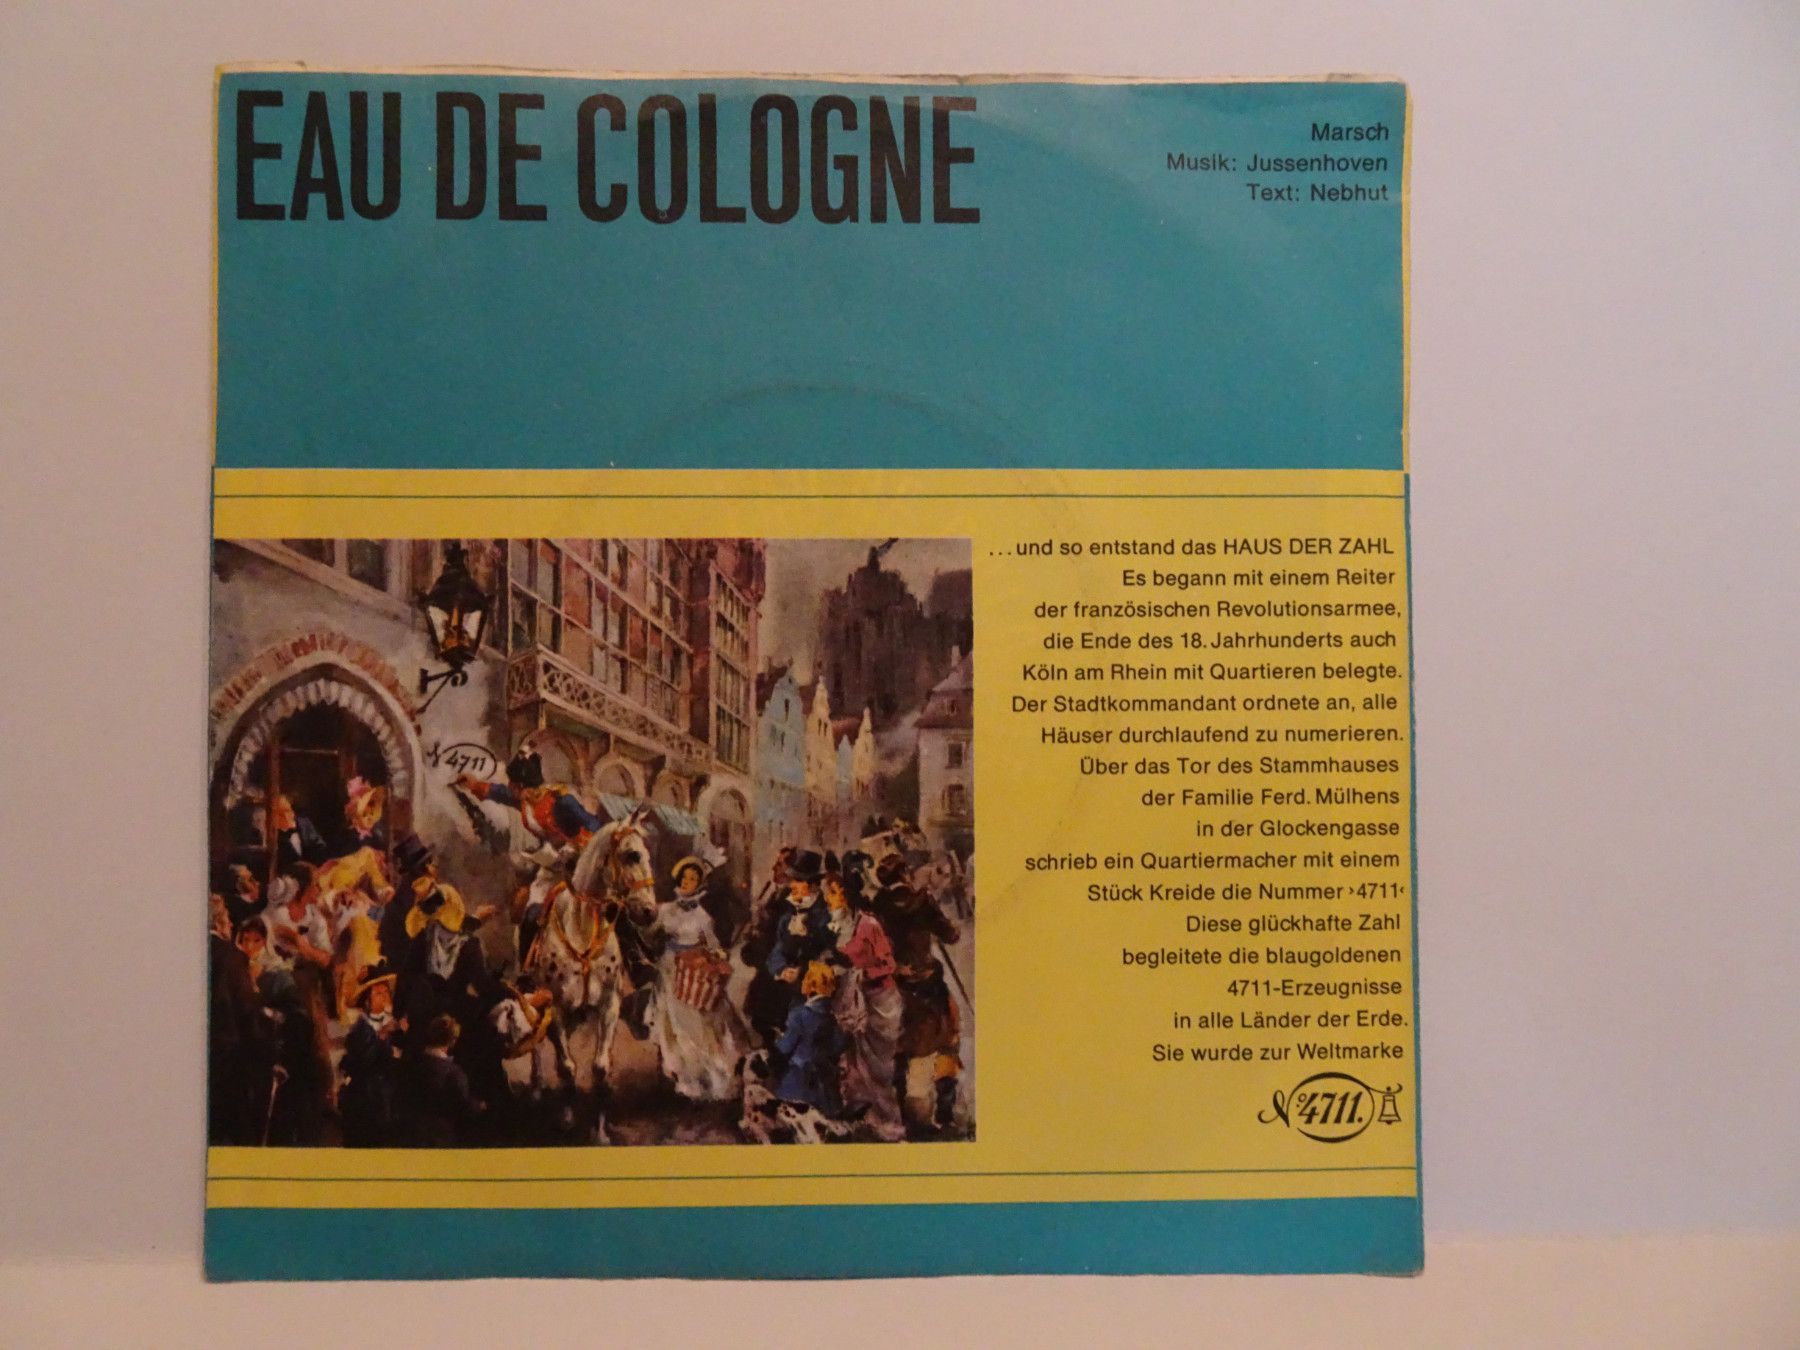 EAU DE COLOGNE
Marsch
Musik: Jussenhoven
Text: Nebhut
...und so entstand das HAUS DER ZAHL
Es begann mit einem Reiter
der französischen Revolutionsarmee,
die Ende des 18. Jahrhunderts auch
Köln am Rhein mit Quartieren belegte.
Der Stadtkommandant ordnete an, alle
Häuser durchlaufend zu numerieren.
Über das Tor des Stammhauses
der Familie Ferd. Mülhens
in der Glockengasse
schrieb ein Quartiermacher mit einem
Stück Kreide die Nummer ›4711‹
Diese glückhafte Zahl
begleitete die blaugoldenen
4711-Erzeugnisse
in alle Länder der Erde.
Sie wurde zur Weltmarke
No 4711.
N 4711